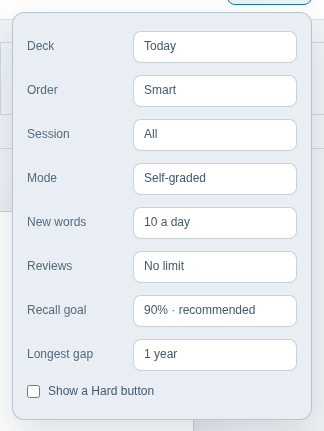 Deck Today
Order Smart
Session All
Mode Self-graded
New words 10 a day
Reviews No limit
Recall goal 90% · recommended
Longest gap 1 year
Show a Hard button